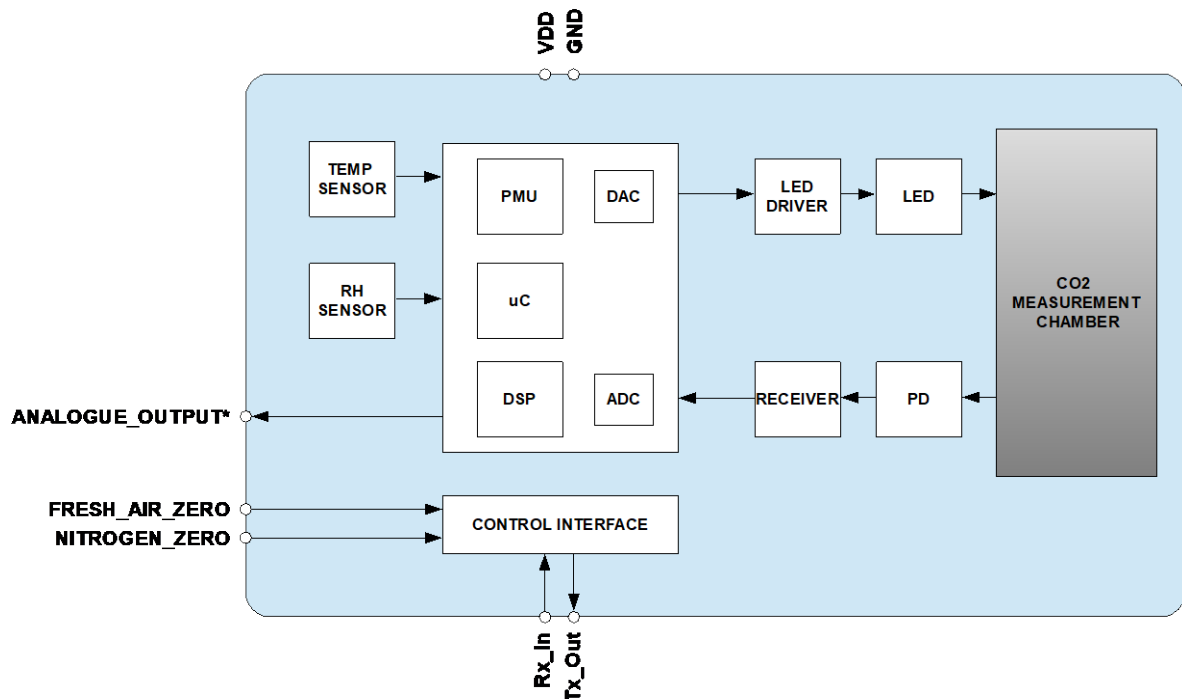 VDD
GND
TEMP
SENSOR
PMU
DAC
LED
DRIVER
LED
RH
SENSOR
uC
CO2
MEASUREMENT
CHAMBER
DSP
ADC
RECEIVER
PD
ANALOGUE_OUTPUT*
FRESH_AIR_ZERO
NITROGEN_ZERO
CONTROL INTERFACE
Rx_In
Tx_Out